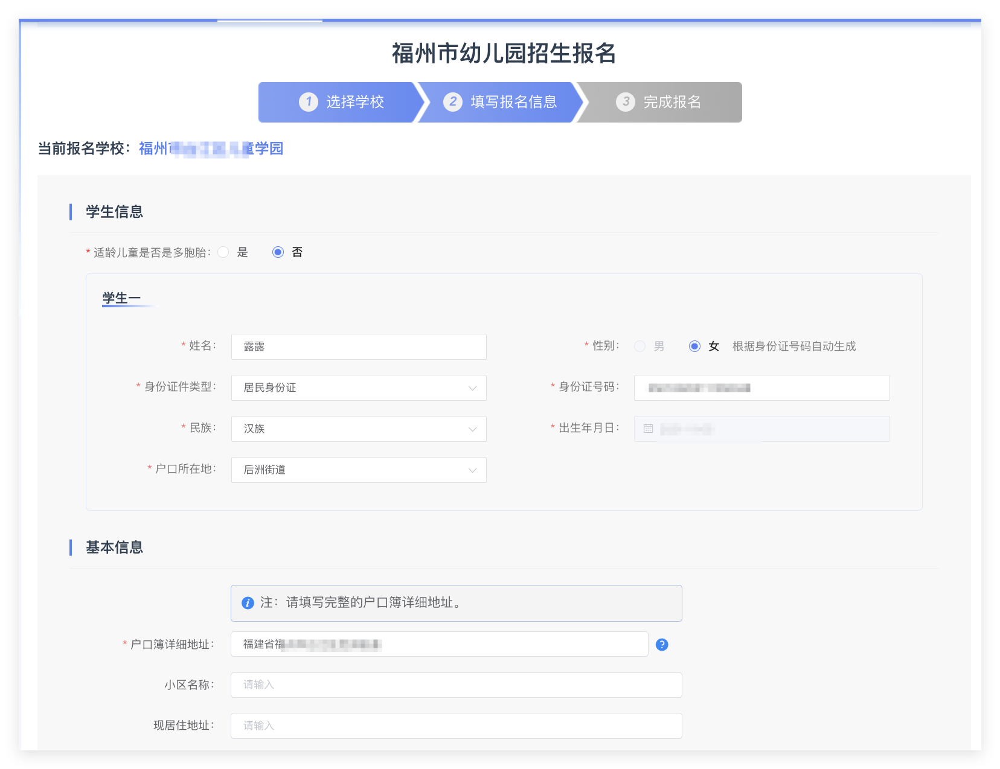 福州市幼儿园招生报名
1 选择学校 2 填写报名信息 3 完成报名
当前报名学校：福州 童学园
学生信息
* 适龄儿童是否是多胞胎： 是 否
学生一
* 姓名： 露露 * 性别： 男 女 根据身份证号码自动生成
* 身份证件类型： 居民身份证 * 身份证号码：
* 民族： 汉族 * 出生年月日：
* 户口所在地： 后洲街道
基本信息
注：请填写完整的户口簿详细地址。
* 户口簿详细地址： 福建省福
小区名称： 请输入
现居住地址： 请输入